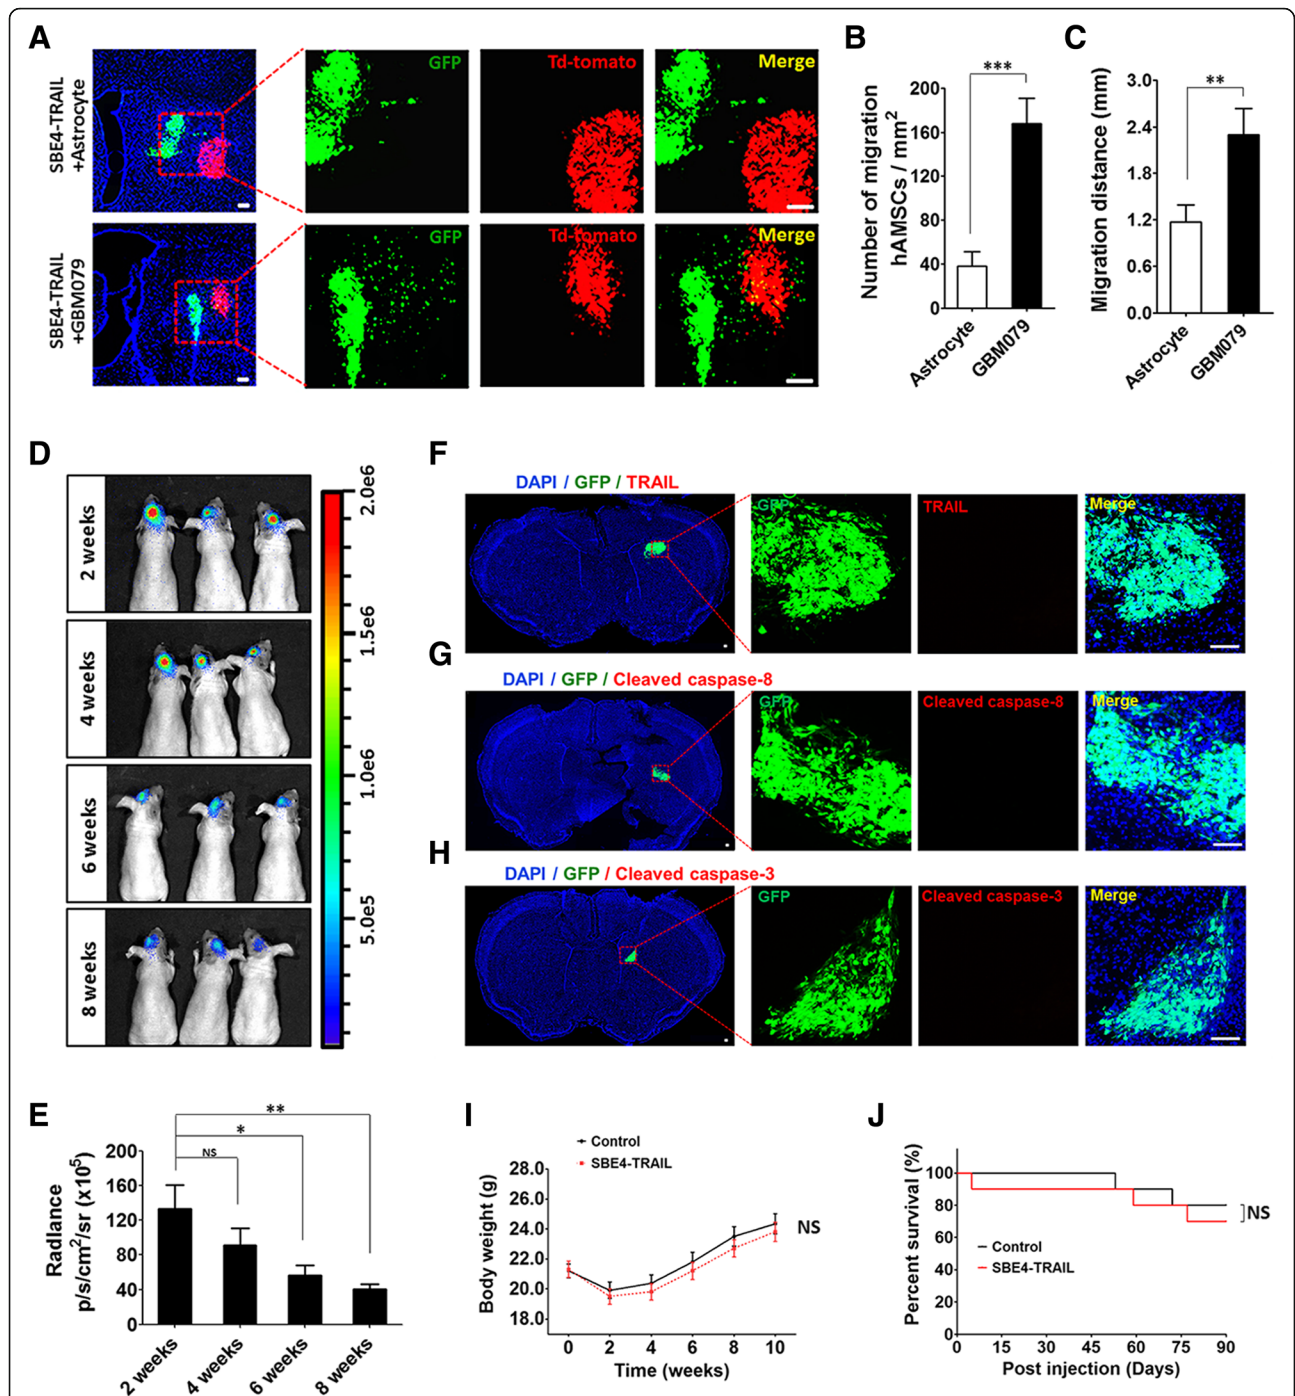 A
SBE4-TRAIL
+Astrocyte
GFP
Td-tomato
Merge
SBE4-TRAIL
+GBM079
GFP
Td-tomato
Merge
B
Number of migration
hAMSCs / mm2
200
160
120
80
40
0
***
Astrocyte
GBM079
C
Migration distance (mm)
3.0
2.4
1.8
1.2
0.6
0.0
**
Astrocyte
GBM079
D
2 weeks
4 weeks
6 weeks
8 weeks
2.0e6
1.5e6
1.0e6
5.0e5
F
DAPI / GFP / TRAIL
GFP
TRAIL
Merge
G
DAPI / GFP / Cleaved caspase-8
GFP
Cleaved caspase-8
Merge
H
DAPI / GFP / Cleaved caspase-3
GFP
Cleaved caspase-3
Merge
E
Radlance
p/s/cm2/sr (x105)
200
160
120
80
40
0
NS
*
**
2 weeks
4 weeks
6 weeks
8 weeks
I
Control
SBE4-TRAIL
Body weight (g)
28.0
26.0
24.0
22.0
20.0
18.0
NS
0 2 4 6 8 10
Time (weeks)
J
Percent survival (%)
100
80
60
40
20
0
NS
Control
SBE4-TRAIL
0 15 30 45 60 75 90
Post injection (Days)